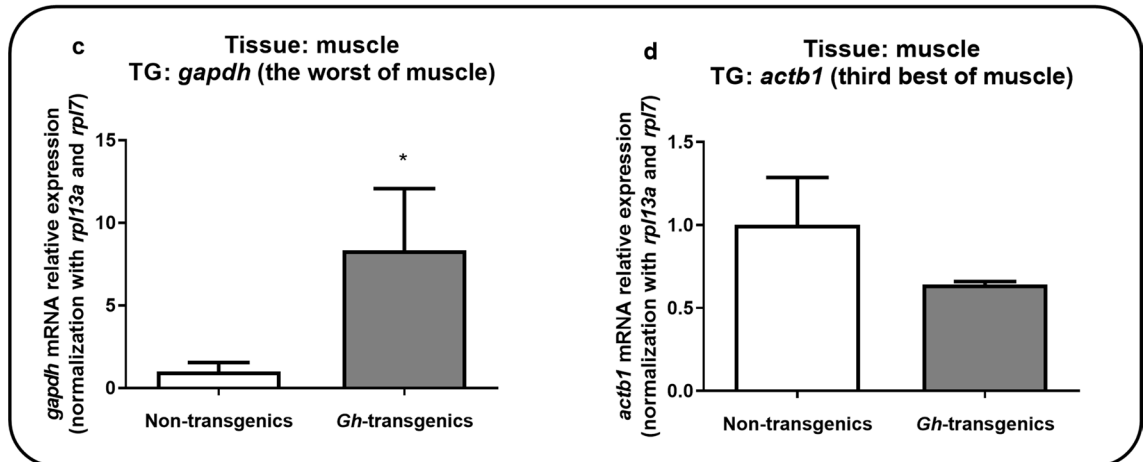 c
Tissue: muscle
TG: gapdh (the worst of muscle)
gapdh mRNA relative expression
(normalization with rpl13a and rpl7)
15
10
5
0
*
Non-transgenics
Gh-transgenics
d
Tissue: muscle
TG: actb1 (third best of muscle)
actb1 mRNA relative expression
(normalization with rpl13a and rpl7)
1.5
1.0
0.5
0.0
Non-transgenics
Gh-transgenics